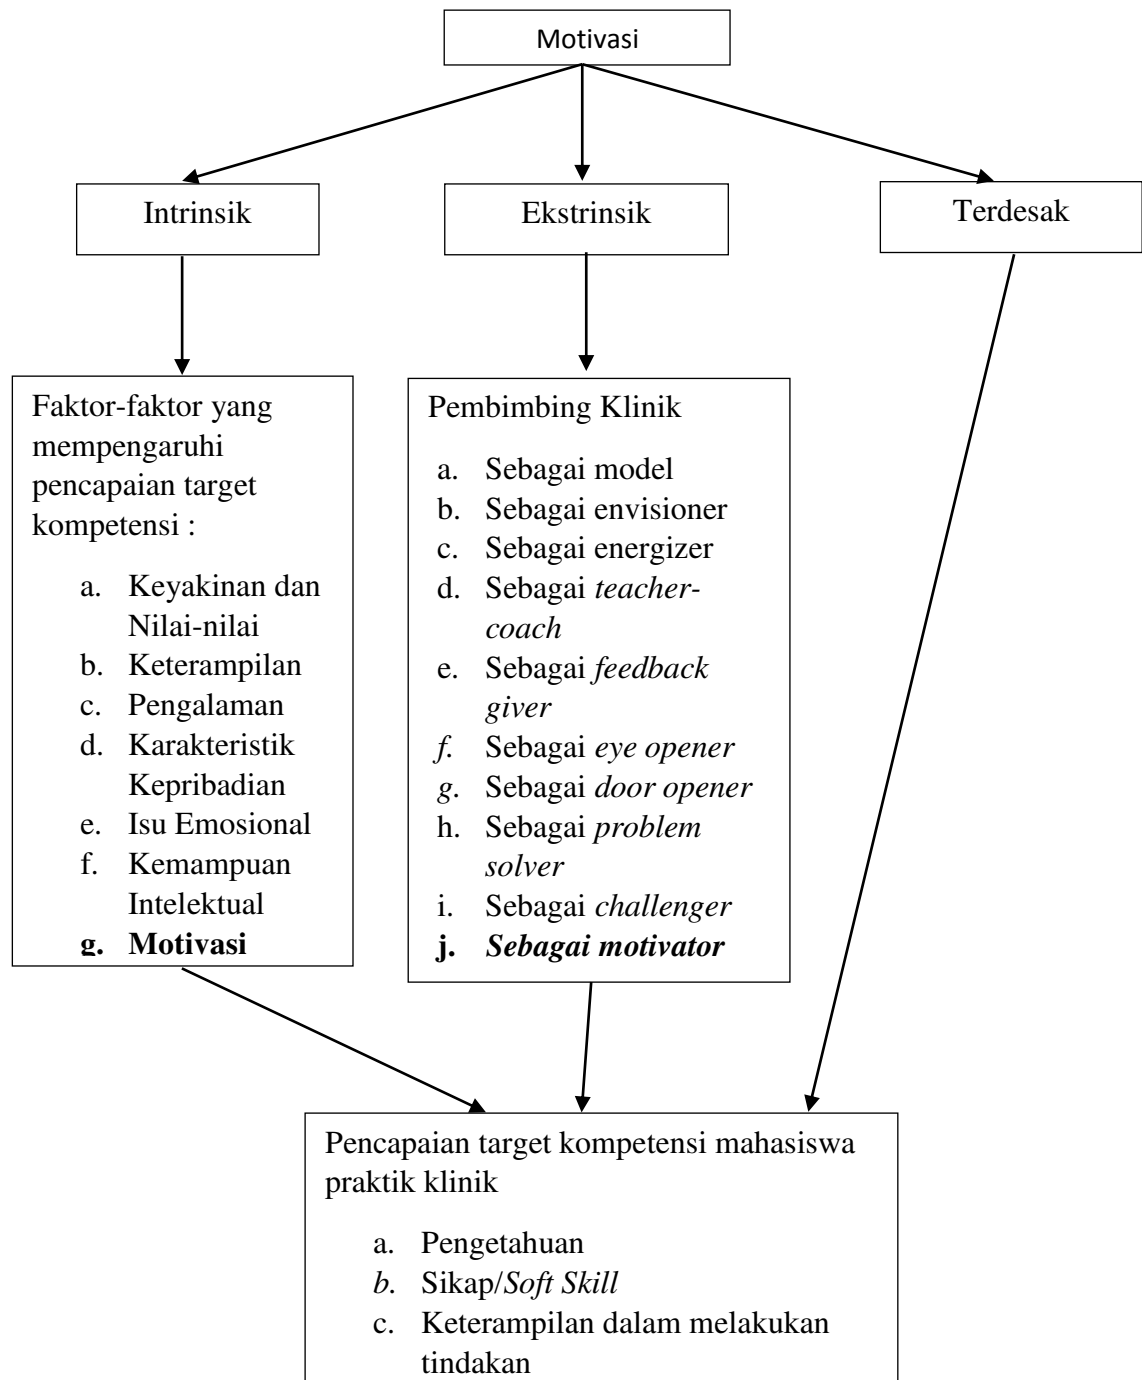 Motivasi
Intrinsik
Ekstrinsik
Terdesak
Faktor-faktor yang
mempengaruhi
pencapaian target
kompetensi :
a. Keyakinan dan
Nilai-nilai
b. Keterampilan
c. Pengalaman
d. Karakteristik
Kepribadian
e. Isu Emosional
f. Kemampuan
Intelektual
g. Motivasi
Pembimbing Klinik
a. Sebagai model
b. Sebagai envisioner
c. Sebagai energizer
d. Sebagai teacher-
coach
e. Sebagai feedback
giver
f. Sebagai eye opener
g. Sebagai door opener
h. Sebagai problem
solver
i. Sebagai challenger
j. Sebagai motivator
Pencapaian target kompetensi mahasiswa
praktik klinik
a. Pengetahuan
b. Sikap/Soft Skill
c. Keterampilan dalam melakukan
tindakan